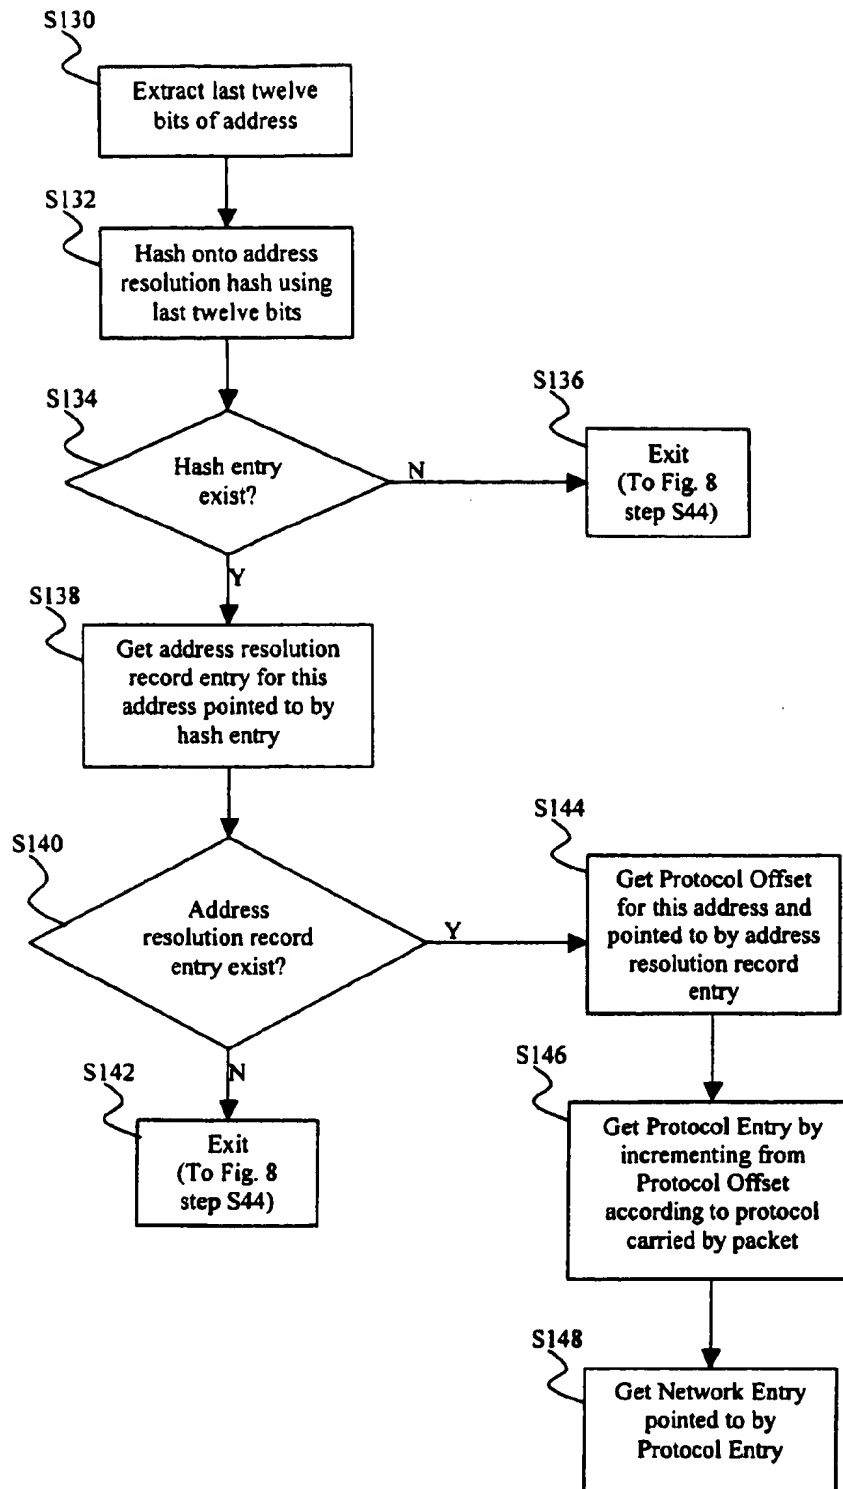 S130
Extract last twelve
bits of address
S132
Hash onto address
resolution hash using
last twelve bits
S134
Hash entry
exist?
N
S136
Exit
(To Fig. 8
step S44)
Y
S138
Get address resolution
record entry for this
address pointed to by
hash entry
S140
Address
resolution record
entry exist?
Y
S144
Get Protocol Offset
for this address and
pointed to by address
resolution record
entry
N
S142
Exit
(To Fig. 8
step S44)
S146
Get Protocol Entry by
incrementing from
Protocol Offset
according to protocol
carried by packet
S148
Get Network Entry
pointed to by
Protocol Entry